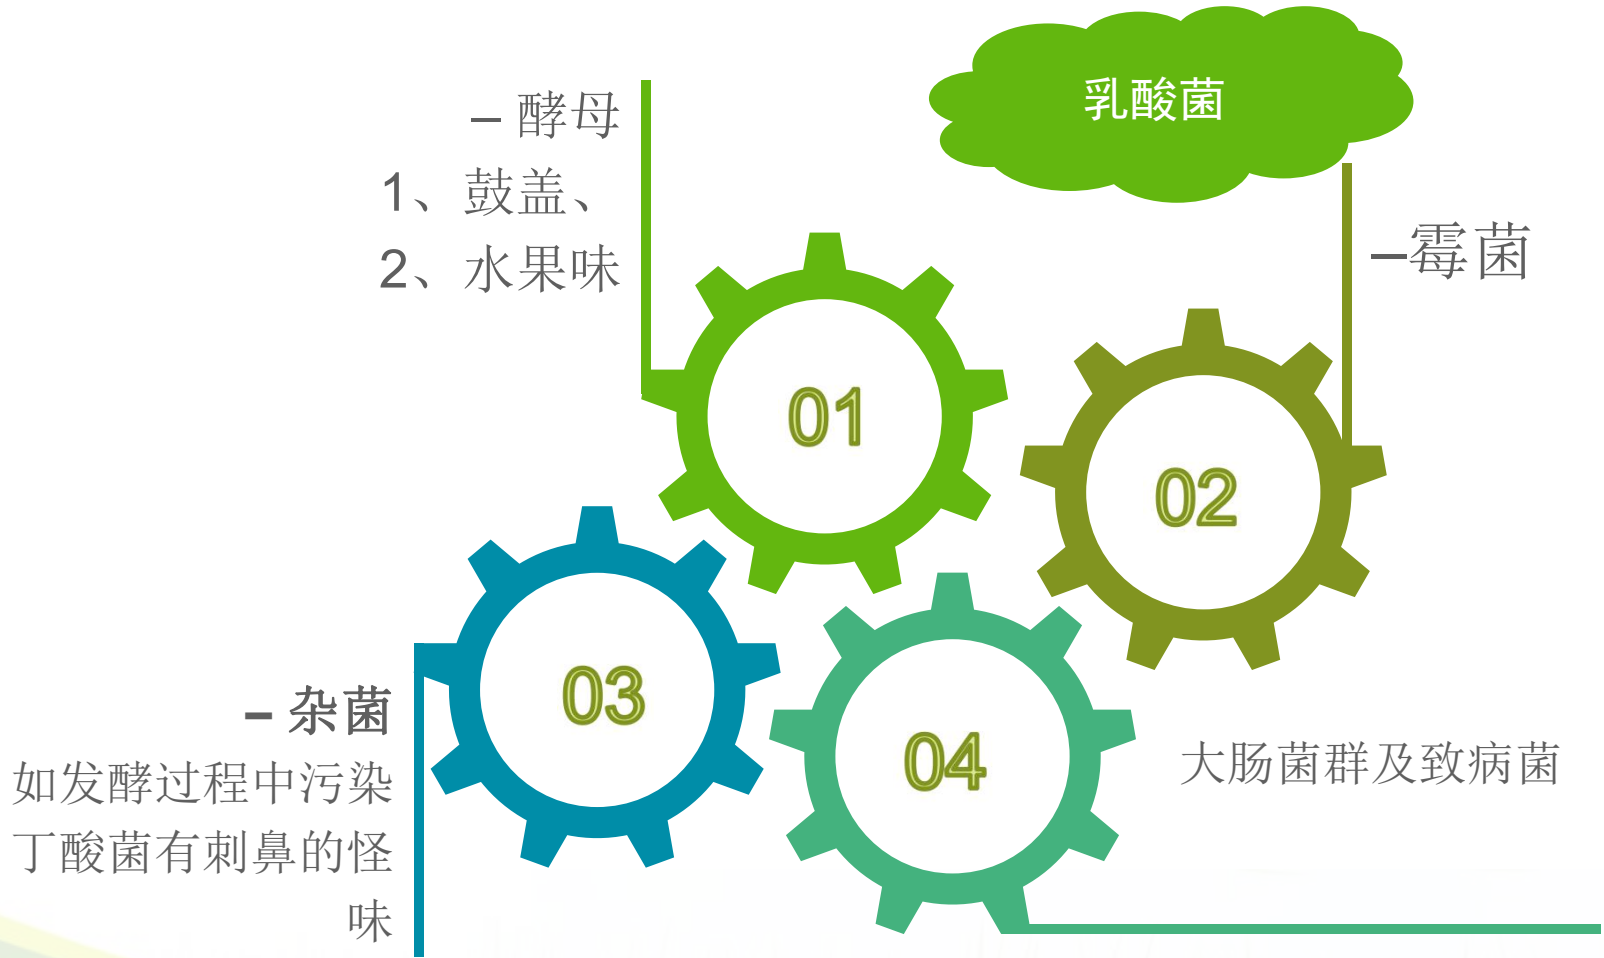 乳酸菌
– 酵母
1、鼓盖、
2、水果味
–霉菌
01
02
03
04
– 杂菌
如发酵过程中污染
丁酸菌有刺鼻的怪
味
大肠菌群及致病菌